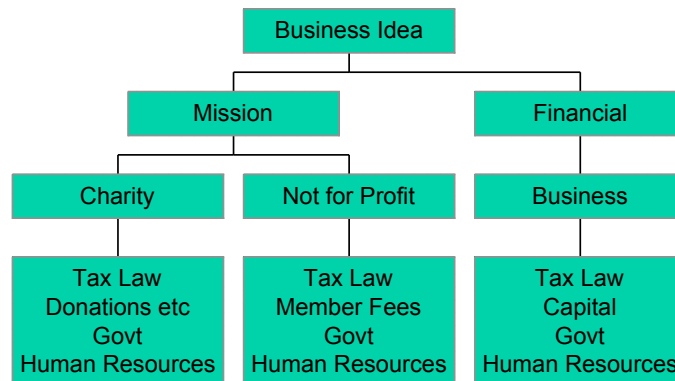 Business Idea
Mission
Financial
Charity
Not for Profit
Business
Tax Law
Donations etc
Govt
Human Resources
Tax Law
Member Fees
Govt
Human Resources
Tax Law
Capital
Govt
Human Resources